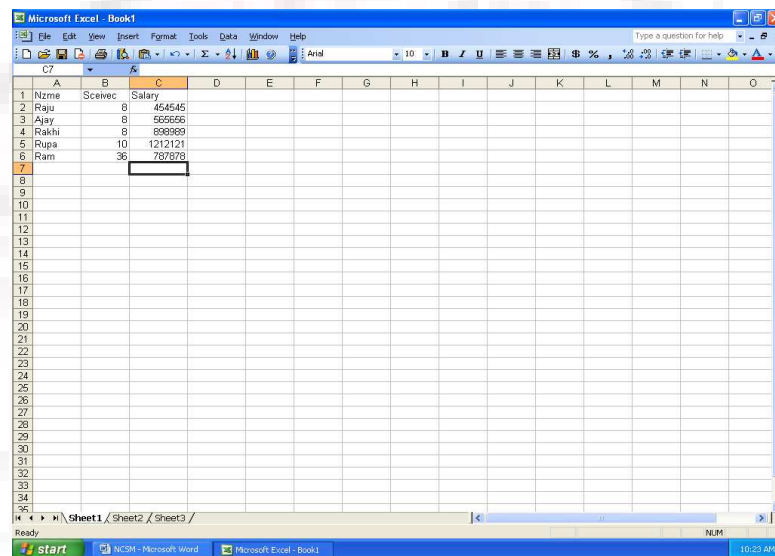 Microsoft Excel - Book1
File Edit View Insert Format Tools Data Window Help Type a question for help
Arial 10 B I U $ % ,
C7 fx
A B C D E F G H I J K L M N O
1 Nzme Sceivec Salary
2 Raju 8 454545
3 Ajay 8 565656
4 Rakhi 8 898989
5 Rupa 10 1212121
6 Ram 36 787878
7
8
9
10
11
12
13
14
15
16
17
18
19
20
21
22
23
24
25
26
27
28
29
30
31
32
33
34
35
Sheet1 / Sheet2 / Sheet3 /
Ready NUM
start NCSM - Microsoft Word Microsoft Excel - Book1 10:23 AM